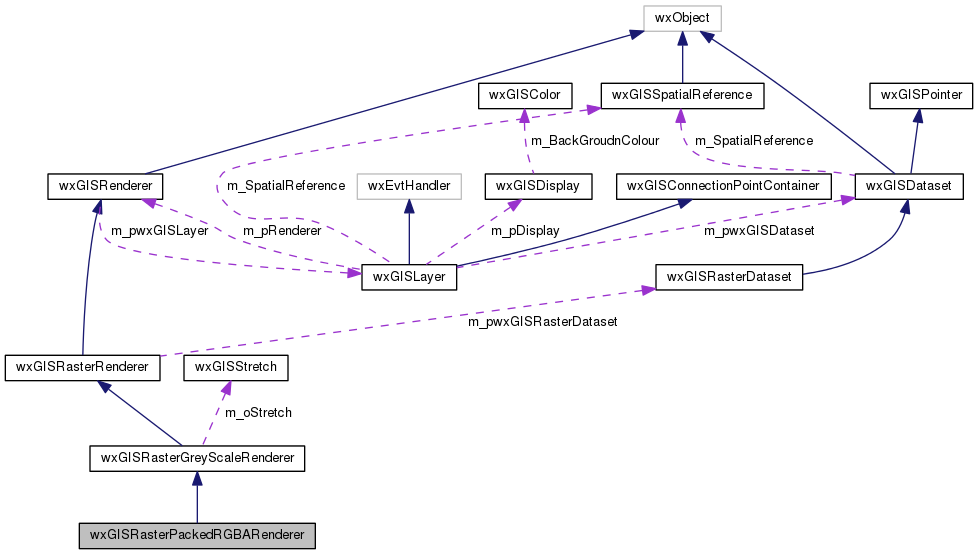 wxObject
wxGISColor
wxGISSpatialReference
wxGISPointer
m_BackGroudnColour
m_SpatialReference
wxGISRenderer
m_SpatialReference
wxEvtHandler
wxGISDisplay
wxGISConnectionPointContainer
wxGISDataset
m_pwxGISLayer
m_pRenderer
m_pDisplay
m_pwxGISDataset
wxGISLayer
wxGISRasterDataset
m_pwxGISRasterDataset
wxGISRasterRenderer
wxGISStretch
m_oStretch
wxGISRasterGreyScaleRenderer
wxGISRasterPackedRGBARenderer